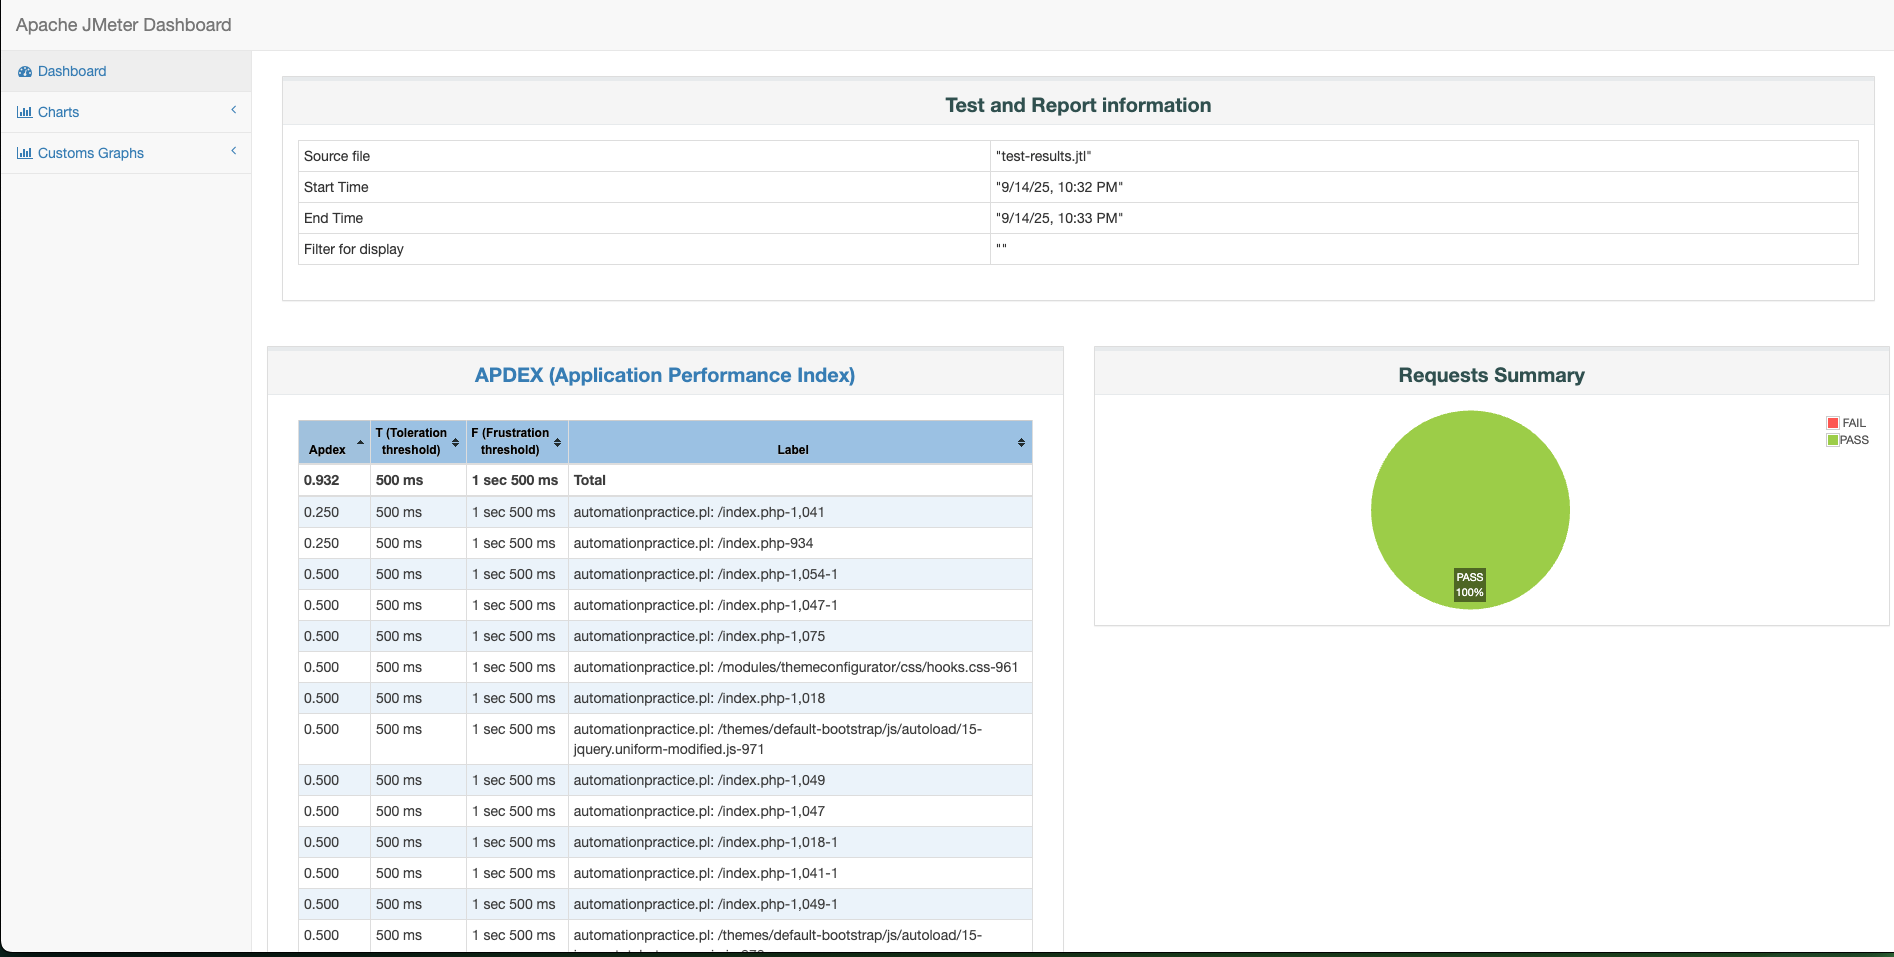 Apache JMeter Dashboard
Dashboard
Charts
Customs Graphs
Test and Report information
Source file "test-results.jtl"
Start Time "9/14/25, 10:32 PM"
End Time "9/14/25, 10:33 PM"
Filter for display ""
APDEX (Application Performance Index)
Apdex T (Toleration threshold) F (Frustration threshold) Label
0.932 500 ms 1 sec 500 ms Total
0.250 500 ms 1 sec 500 ms automationpractice.pl: /index.php-1,041
0.250 500 ms 1 sec 500 ms automationpractice.pl: /index.php-934
0.500 500 ms 1 sec 500 ms automationpractice.pl: /index.php-1,054-1
0.500 500 ms 1 sec 500 ms automationpractice.pl: /index.php-1,047-1
0.500 500 ms 1 sec 500 ms automationpractice.pl: /index.php-1,075
0.500 500 ms 1 sec 500 ms automationpractice.pl: /modules/themeconfigurator/css/hooks.css-961
0.500 500 ms 1 sec 500 ms automationpractice.pl: /index.php-1,018
0.500 500 ms 1 sec 500 ms automationpractice.pl: /themes/default-bootstrap/js/autoload/15-
jquery.uniform-modified.js-971
0.500 500 ms 1 sec 500 ms automationpractice.pl: /index.php-1,049
0.500 500 ms 1 sec 500 ms automationpractice.pl: /index.php-1,047
0.500 500 ms 1 sec 500 ms automationpractice.pl: /index.php-1,018-1
0.500 500 ms 1 sec 500 ms automationpractice.pl: /index.php-1,041-1
0.500 500 ms 1 sec 500 ms automationpractice.pl: /index.php-1,049-1
0.500 500 ms 1 sec 500 ms automationpractice.pl: /themes/default-bootstrap/js/autoload/15-
Requests Summary
FAIL
PASS
PASS
100%